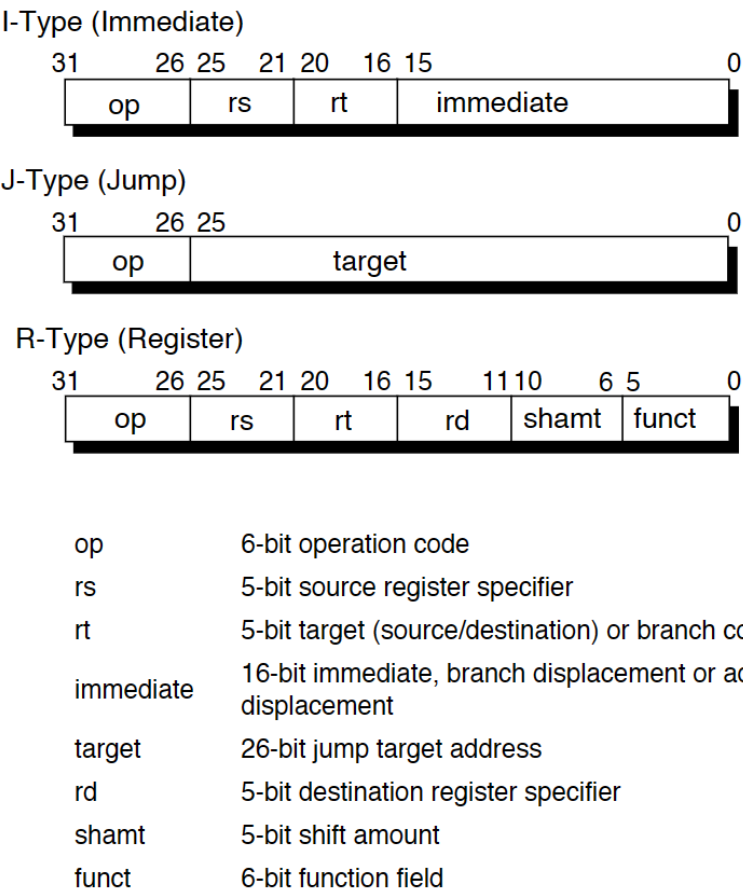 I-Type (Immediate)
31 26 25 21 20 16 15 0
op rs rt immediate
J-Type (Jump)
31 26 25 0
op target
R-Type (Register)
31 26 25 21 20 16 15 11 10 6 5 0
op rs rt rd shamt funct
op 6-bit operation code
rs 5-bit source register specifier
rt 5-bit target (source/destination) or branch
immediate 16-bit immediate, branch displacement or
displacement
target 26-bit jump target address
rd 5-bit destination register specifier
shamt 5-bit shift amount
funct 6-bit function field